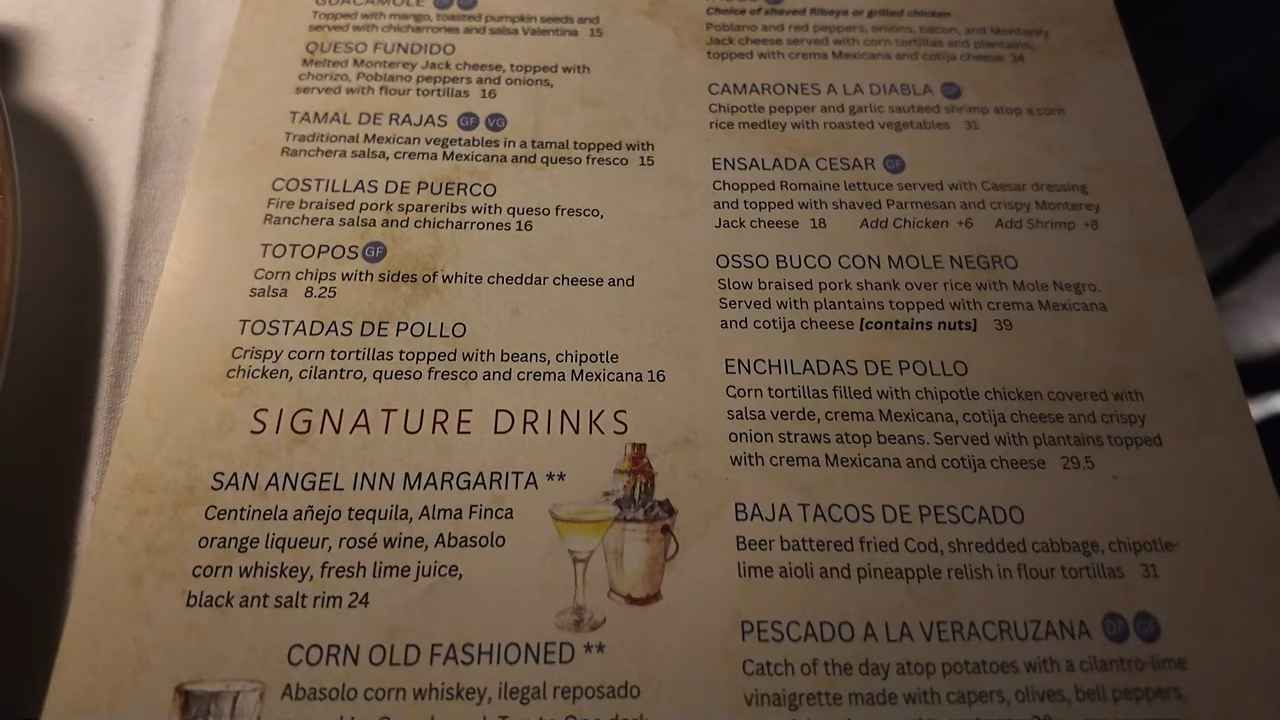 GUACAMOLE
Topped with mango, toasted pumpkin seeds and
served with chicharrones and salsa Valentina 15
QUESO FUNDIDO
Melted Monterey Jack cheese, topped with
chorizo, Poblano peppers and onions,
served with flour tortillas 16
TAMAL DE RAJAS GF VG
Traditional Mexican vegetables in a tamal topped with
Ranchera salsa, crema Mexicana and queso fresco 15
COSTILLAS DE PUERCO
Fire braised pork spareribs with queso fresco,
Ranchera salsa and chicharrones 16
TOTOPOS GF
Corn chips with sides of white cheddar cheese and
salsa 8.25
TOSTADAS DE POLLO
Crispy corn tortillas topped with beans, chipotle
chicken, cilantro, queso fresco and crema Mexicana 16
SIGNATURE DRINKS
SAN ANGEL INN MARGARITA **
Centinela añejo tequila, Alma Finca
orange liqueur, rosé wine, Abasolo
corn whiskey, fresh lime juice,
black ant salt rim 24
CORN OLD FASHIONED **
Abasolo corn whiskey, ilegal reposado
Choice of shaved Ribeye or grilled chicken
Poblano and red peppers, onions, bacon, and Monterey
Jack cheese served with corn tortillas and plantains,
topped with crema Mexicana and cotija cheese 34
CAMARONES A LA DIABLA GF
Chipotle pepper and garlic sauteed shrimp atop a corn
rice medley with roasted vegetables 31
ENSALADA CESAR GF
Chopped Romaine lettuce served with Caesar dressing
and topped with shaved Parmesan and crispy Monterey
Jack cheese 18 Add Chicken +6 Add Shrimp +8
OSSO BUCO CON MOLE NEGRO
Slow braised pork shank over rice with Mole Negro.
Served with plantains topped with crema Mexicana
and cotija cheese [contains nuts] 39
ENCHILADAS DE POLLO
Corn tortillas filled with chipotle chicken covered with
salsa verde, crema Mexicana, cotija cheese and crispy
onion straws atop beans. Served with plantains topped
with crema Mexicana and cotija cheese 29.5
BAJA TACOS DE PESCADO
Beer battered fried Cod, shredded cabbage, chipotle-
lime aioli and pineapple relish in flour tortillas 31
PESCADO A LA VERACRUZANA DF GF
Catch of the day atop potatoes with a cilantro-lime
vinaigrette made with capers, olives, bell peppers,